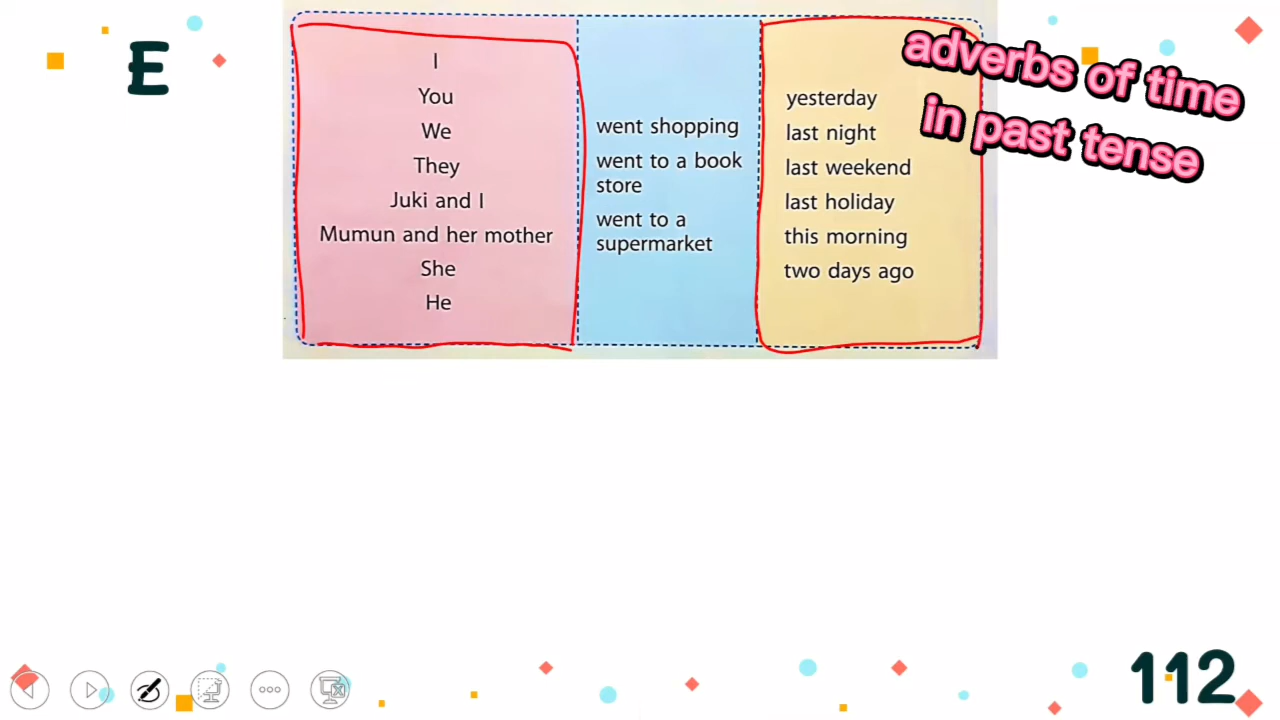 E
I
You
We
They
Juki and I
Mumun and her mother
She
He
went shopping
went to a book
store
went to a
supermarket
yesterday
last night
last weekend
last holiday
this morning
two days ago
adverbs of time
in past tense
112